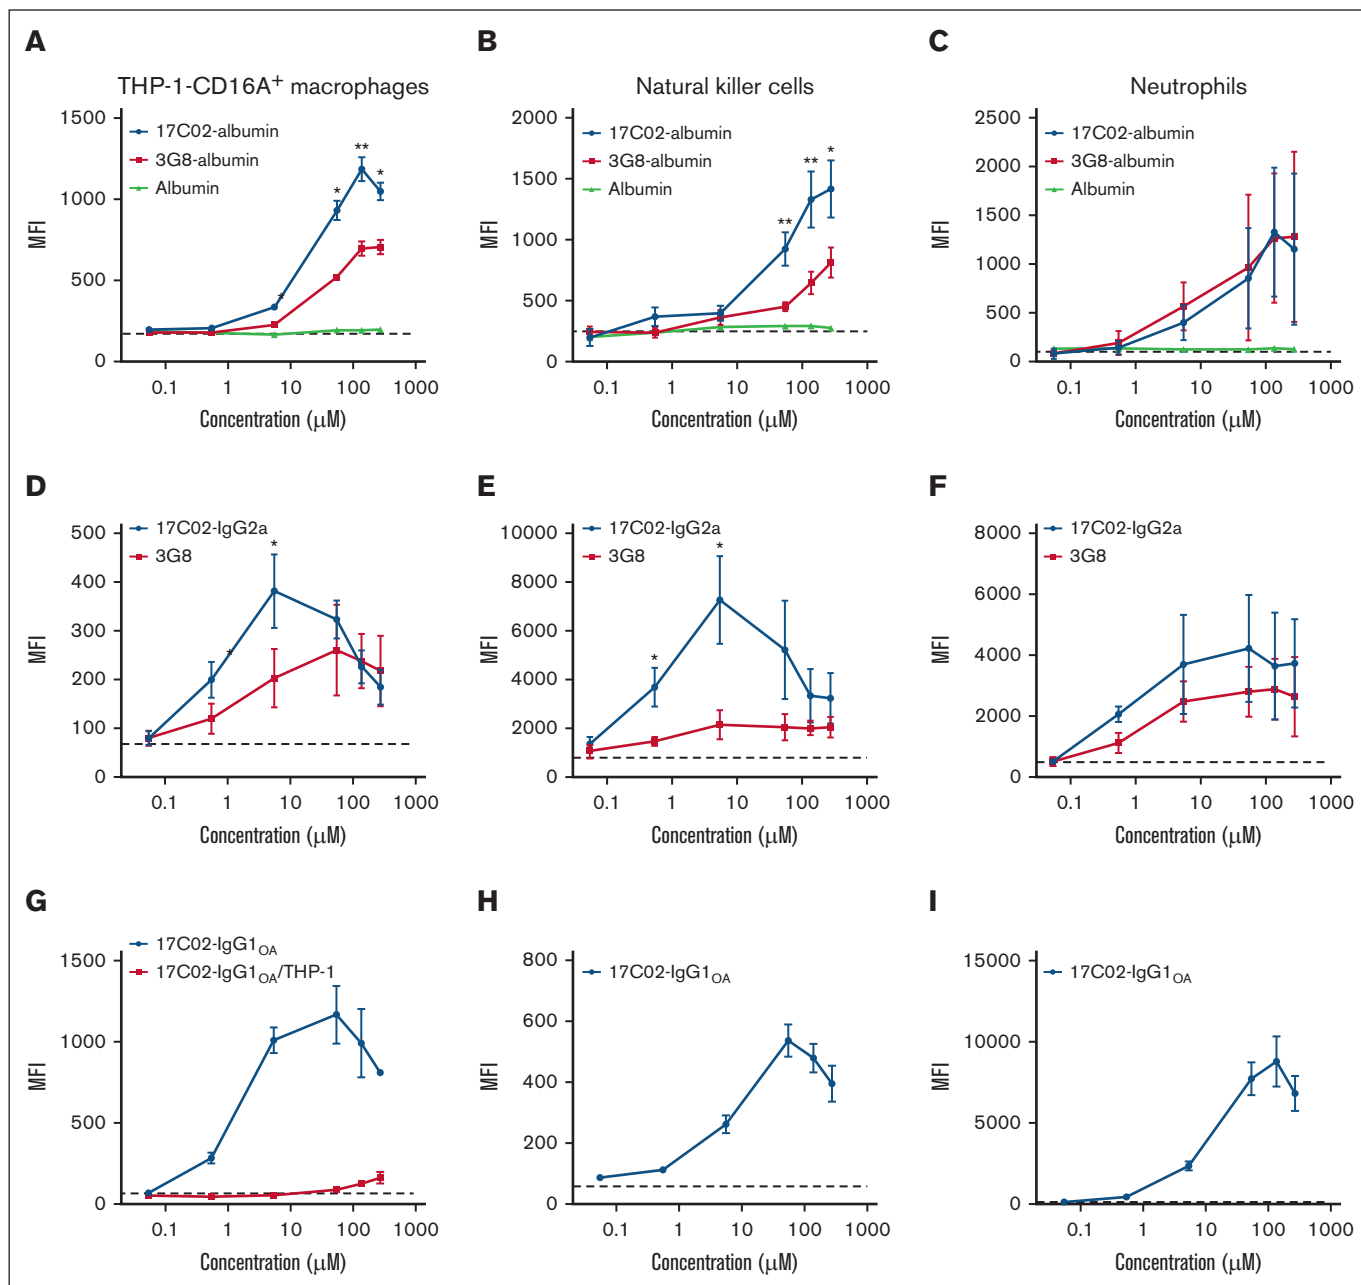 A
B
C
THP-1-CD16A+ macrophages
Natural killer cells
Neutrophils
1500
1000
500
0
MFI
17C02-albumin
3G8-albumin
Albumin
*
*
**
*
0.1 1 10 100 1000
Concentration (μM)
2000
1500
1000
500
0
MFI
17C02-albumin
3G8-albumin
Albumin
**
**
*
0.1 1 10 100 1000
Concentration (μM)
2500
2000
1500
1000
500
0
MFI
17C02-albumin
3G8-albumin
Albumin
0.1 1 10 100 1000
Concentration (μM)
D
E
F
500
400
300
200
100
0
MFI
17C02-IgG2a
3G8
*
*
0.1 1 10 100 1000
Concentration (μM)
10000
8000
6000
4000
2000
0
MFI
17C02-IgG2a
3G8
*
*
0.1 1 10 100 1000
Concentration (μM)
8000
6000
4000
2000
0
MFI
17C02-IgG2a
3G8
0.1 1 10 100 1000
Concentration (μM)
G
H
I
1500
1000
500
0
MFI
17C02-IgG1OA
17C02-IgG1OA/THP-1
0.1 1 10 100 1000
Concentration (μM)
800
600
400
200
0
MFI
17C02-IgG1OA
0.1 1 10 100 1000
Concentration (μM)
15000
10000
5000
0
MFI
17C02-IgG1OA
0.1 1 10 100 1000
Concentration (μM)